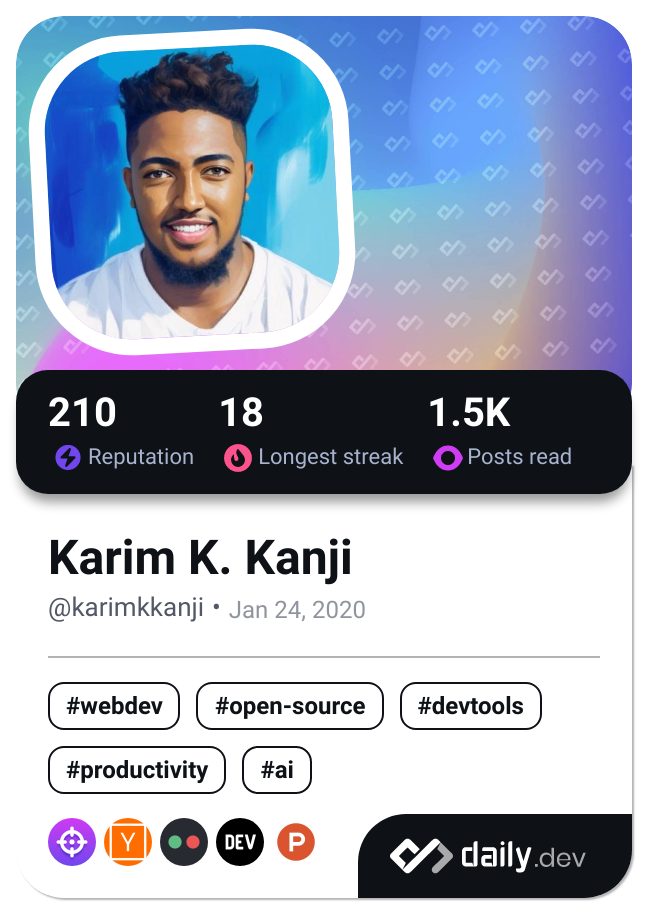 210 18 1.5K
Reputation Longest streak Posts read
Karim K. Kanji
@karimkkanji • Jan 24, 2020
#webdev #open-source #devtools
#productivity #ai
Y DEV P
daily.dev